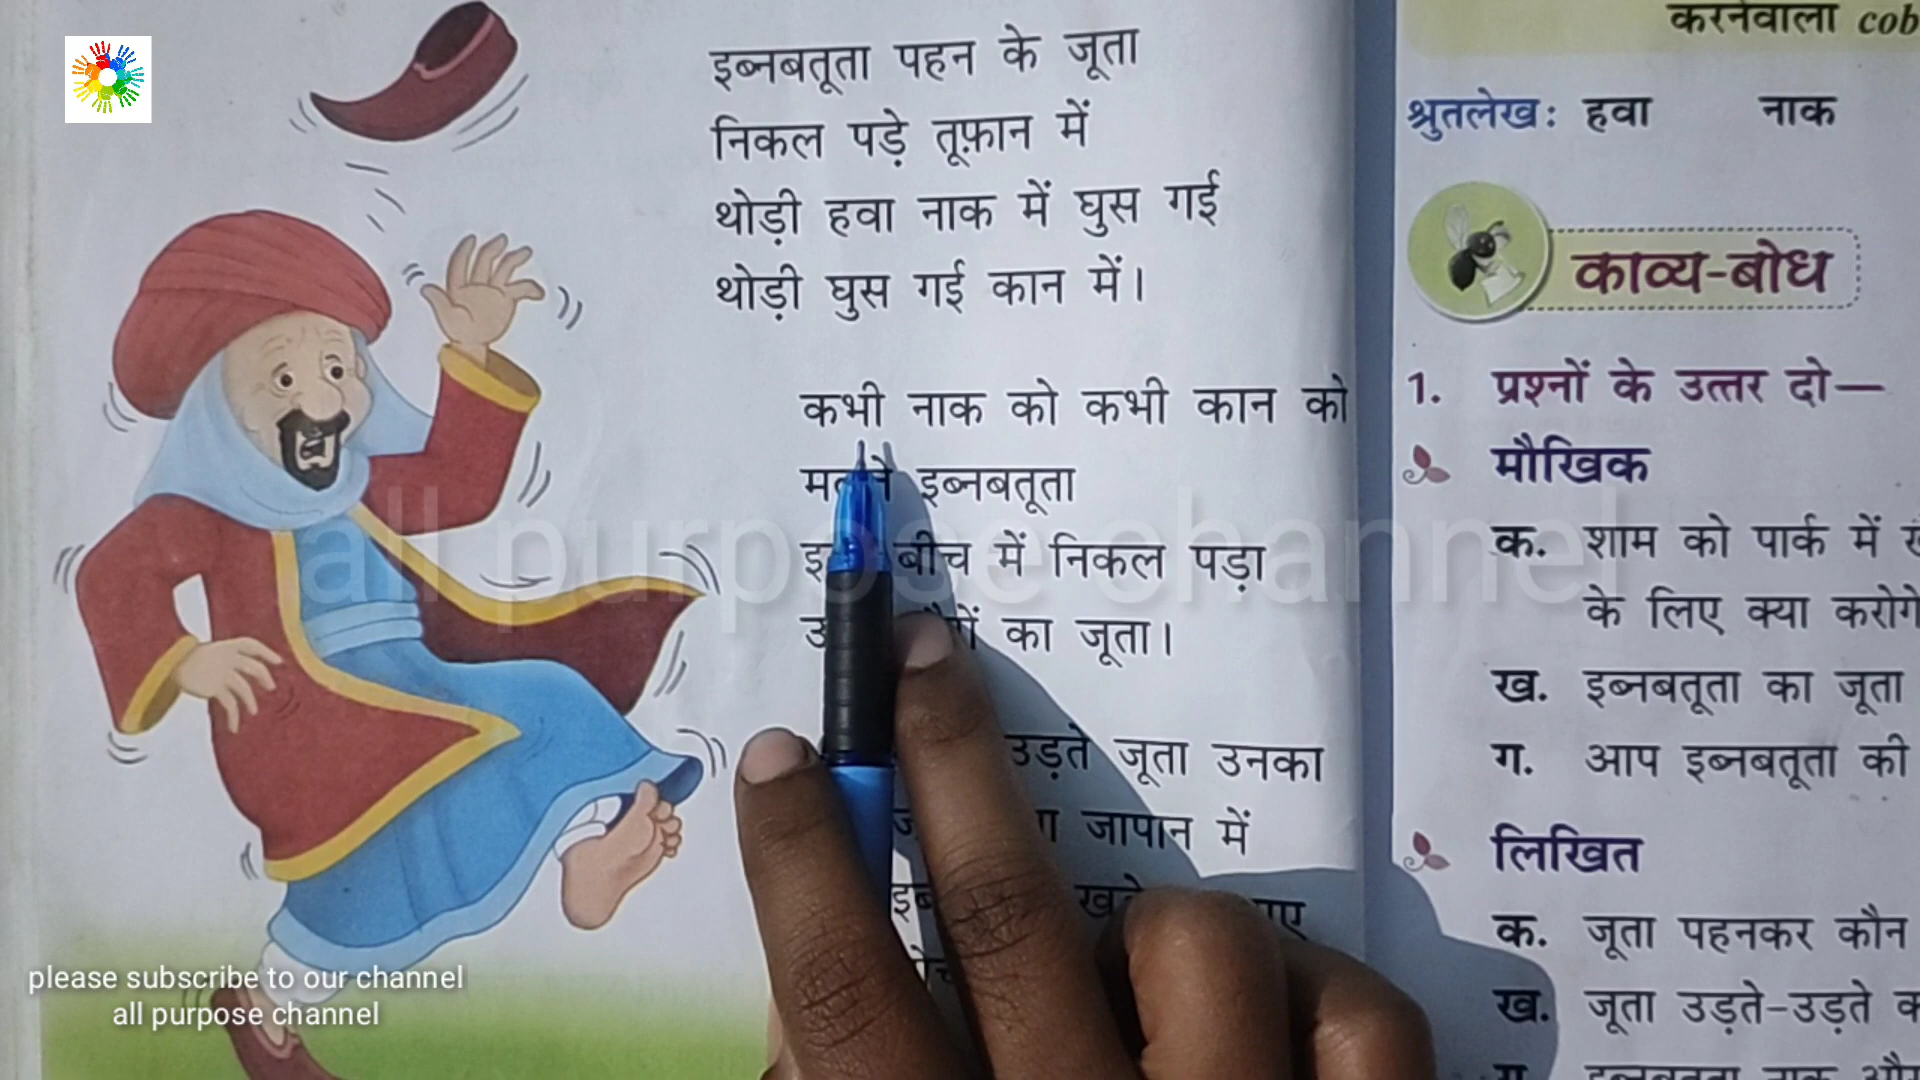 इब्नबतूता पहन के जूता
निकल पड़े तूफ़ान में
थोड़ी हवा नाक में घुस गई
थोड़ी घुस गई कान में।
कभी नाक को कभी कान को
इब्नबतूता
बीच में निकल पड़ा
का जूता।
उड़ते जूता उनका
जापान में
करनेवाला cob
श्रुतलेख: हवा नाक
काव्य-बोध
1. प्रश्नों के उत्तर दो—
मौखिक
क. शाम को पार्क में
के लिए क्या करोगे
ख. इब्नबतूता का जूता
ग. आप इब्नबतूता की
लिखित
क. जूता पहनकर कौन
ख. जूता उड़ते-उड़ते
all purpose channel
please subscribe to our channel
all purpose channel